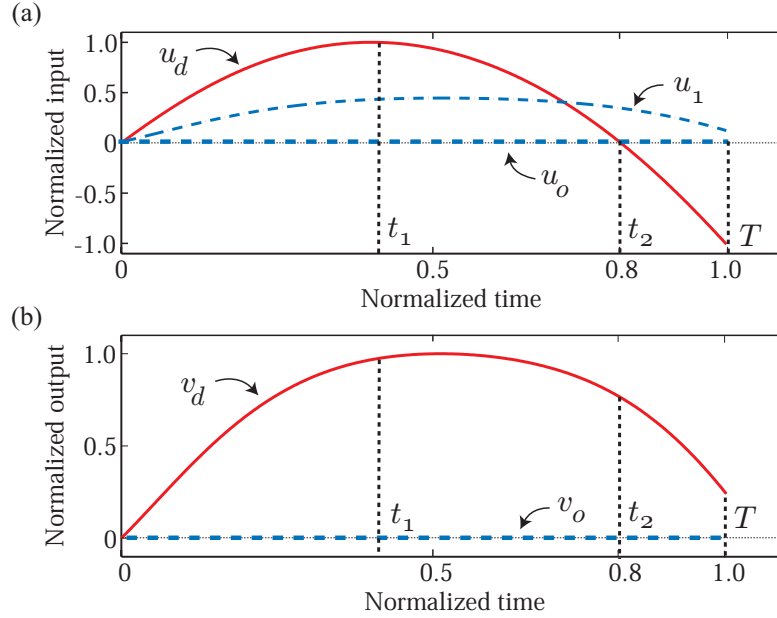 (a)
Normalized input
1.0
0.5
0
-0.5
-1.0
u_d
u_1
u_o
t_1
t_2
T
0
0.5
0.8
1.0
Normalized time
(b)
Normalized output
1.0
0.5
0
v_d
v_o
t_1
t_2
T
0
0.5
0.8
1.0
Normalized time